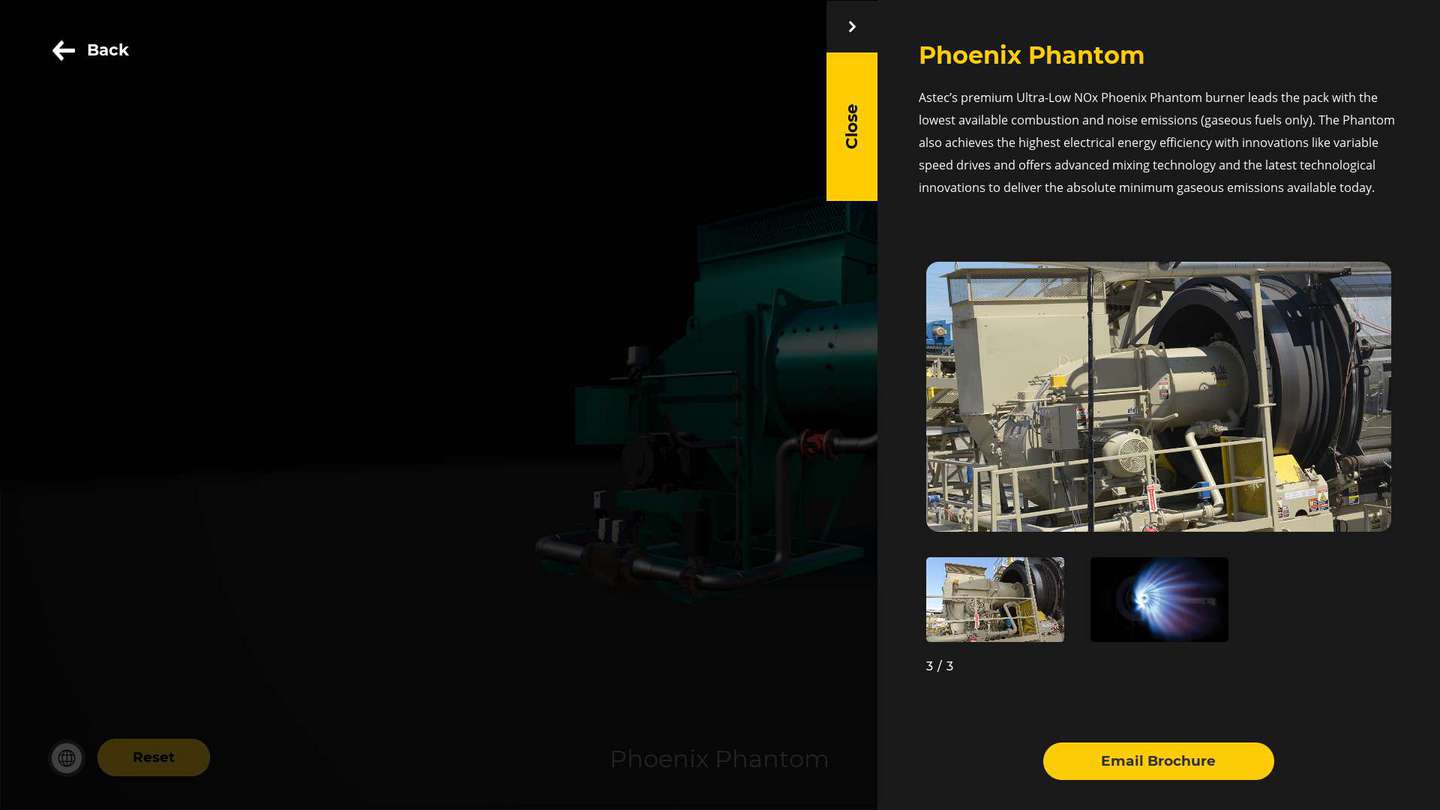 Back
Close
Phoenix Phantom
Astec’s premium Ultra-Low NOx Phoenix Phantom burner leads the pack with the
lowest available combustion and noise emissions (gaseous fuels only). The Phantom
also achieves the highest electrical energy efficiency with innovations like variable
speed drives and offers advanced mixing technology and the latest technological
innovations to deliver the absolute minimum gaseous emissions available today.
3 / 3
Reset
Phoenix Phantom
Email Brochure